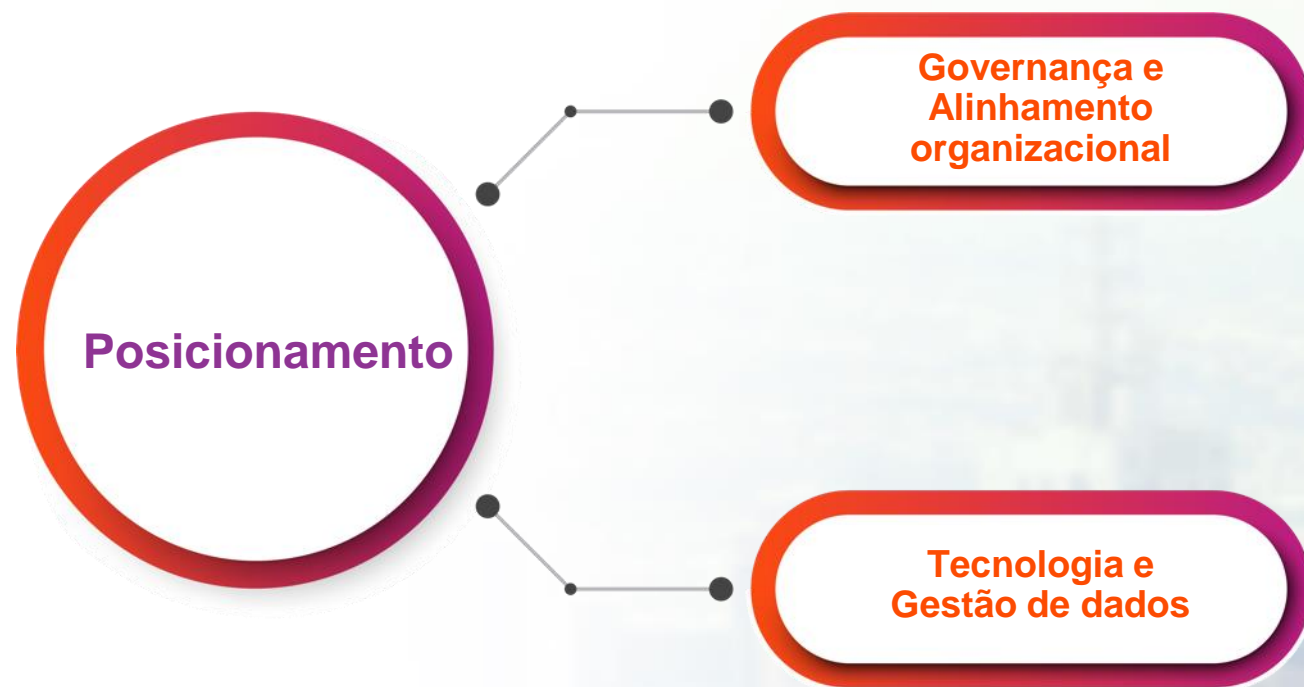 Governança e
Alinhamento
organizacional
Posicionamento
Tecnologia e
Gestão de dados